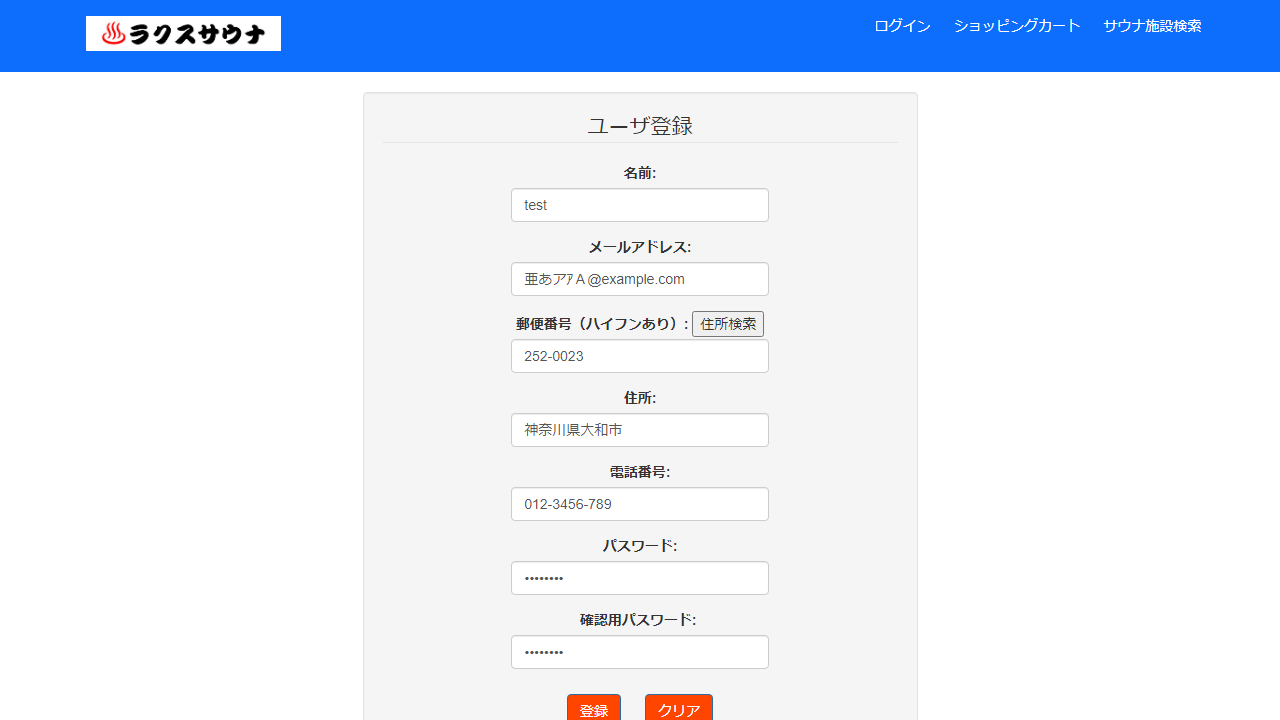 ラクスサウナ
ログイン ショッピングカート サウナ施設検索
ユーザ登録
名前:
test
メールアドレス:
亜あアｱＡ@example.com
郵便番号（ハイフンあり）: 住所検索
252-0023
住所:
神奈川県大和市
電話番号:
012-3456-789
パスワード:
••••••••
確認用パスワード:
••••••••
登録 クリア